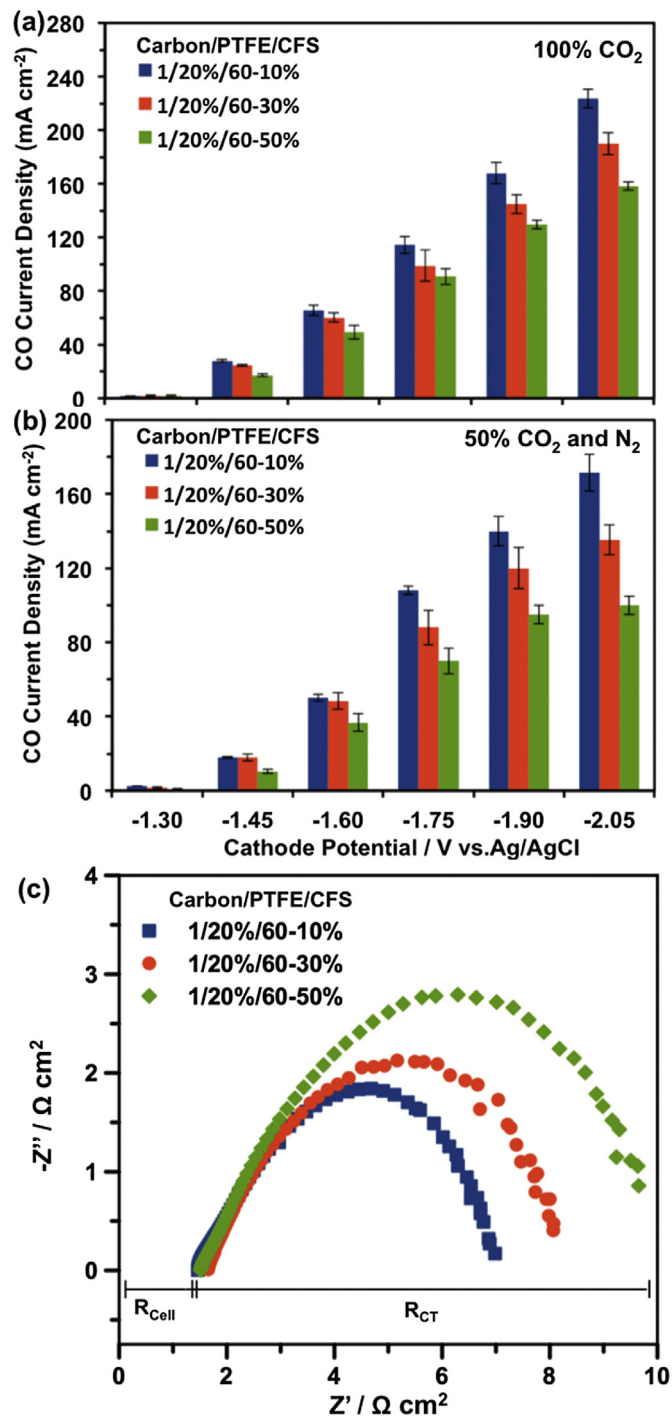 (a)
280
240
200
160
120
80
40
0
CO Current Density (mA cm⁻²)
Carbon/PTFE/CFS
1/20%/60-10%
1/20%/60-30%
1/20%/60-50%
100% CO₂
(b)
200
160
120
80
40
0
CO Current Density (mA cm⁻²)
Carbon/PTFE/CFS
1/20%/60-10%
1/20%/60-30%
1/20%/60-50%
50% CO₂ and N₂
-1.30 -1.45 -1.60 -1.75 -1.90 -2.05
Cathode Potential / V vs.Ag/AgCl
(c)
4
3
2
1
0
-Z'' / Ω cm²
Carbon/PTFE/CFS
1/20%/60-10%
1/20%/60-30%
1/20%/60-50%
R_Cell R_CT
0 2 4 6 8 10
Z' / Ω cm²